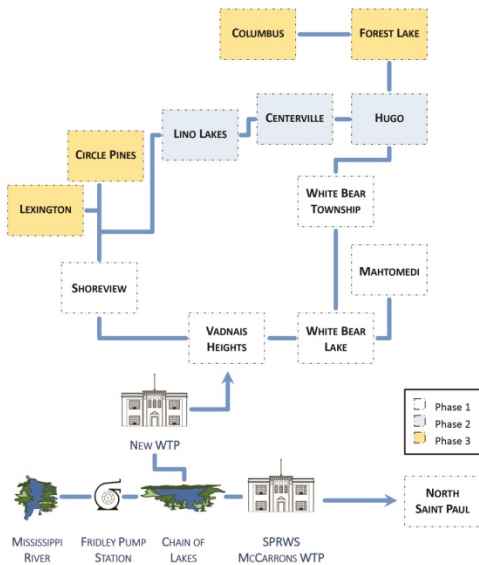 COLUMBUS
FOREST LAKE
LINO LAKES
CENTERVILLE
HUGO
CIRCLE PINES
LEXINGTON
WHITE BEAR
TOWNSHIP
SHOREVIEW
MAHTOMEDI
VADNAIS
HEIGHTS
WHITE BEAR
LAKE
NEW WTP
Phase 1
Phase 2
Phase 3
MISSISSIPPI
RIVER
FRIDLEY PUMP
STATION
CHAIN OF
LAKES
SPRWS
MCCARRONS WTP
NORTH
SAINT PAUL